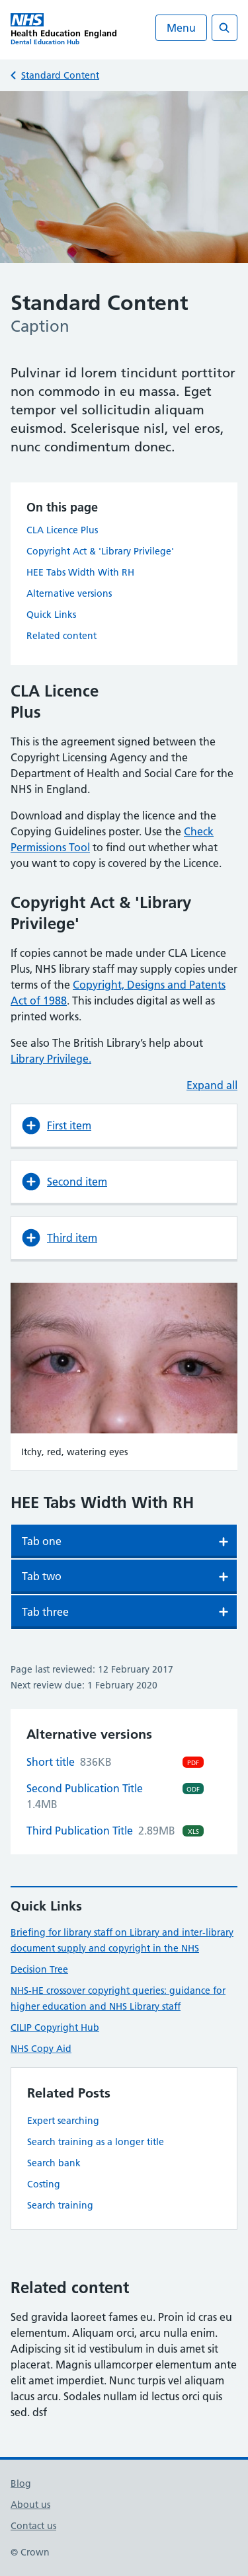 NHS
Health Education England
Dental Education Hub
Menu
Standard Content
Standard Content
Caption
Pulvinar id lorem tincidunt porttitor
non commodo in eu massa. Eget
tempor vel sollicitudin aliquam
euismod. Scelerisque nisl, vel eros,
nunc condimentum donec.
On this page
CLA Licence Plus
Copyright Act & 'Library Privilege'
HEE Tabs Width With RH
Alternative versions
Quick Links
Related content
CLA Licence
Plus
This is the agreement signed between the
Copyright Licensing Agency and the
Department of Health and Social Care for the
NHS in England.
Download and display the licence and the
Copying Guidelines poster. Use the Check
Permissions Tool to find out whether what
you want to copy is covered by the Licence.
Copyright Act & 'Library
Privilege'
If copies cannot be made under CLA Licence
Plus, NHS library staff may supply copies under
terms of the Copyright, Designs and Patents
Act of 1988. This includes digital as well as
printed works.
See also The British Library’s help about
Library Privilege.
Expand all
First item
Second item
Third item
Itchy, red, watering eyes
HEE Tabs Width With RH
Tab one
Tab two
Tab three
Page last reviewed: 12 February 2017
Next review due: 1 February 2020
Alternative versions
Short title 836KB PDF
Second Publication Title ODF
1.4MB
Third Publication Title 2.89MB XLS
Quick Links
Briefing for library staff on Library and inter-library
document supply and copyright in the NHS
Decision Tree
NHS-HE crossover copyright queries: guidance for
higher education and NHS Library staff
CILIP Copyright Hub
NHS Copy Aid
Related Posts
Expert searching
Search training as a longer title
Search bank
Costing
Search training
Related content
Sed gravida laoreet fames eu. Proin id cras eu
elementum. Aliquam orci, arcu nulla enim.
Adipiscing sit id vestibulum in duis amet sit
placerat. Magnis ullamcorper elementum ante
elit amet imperdiet. Nunc turpis vel aliquam
lacus arcu. Sodales nullam id lectus orci quis
sed. dsf
Blog
About us
Contact us
© Crown